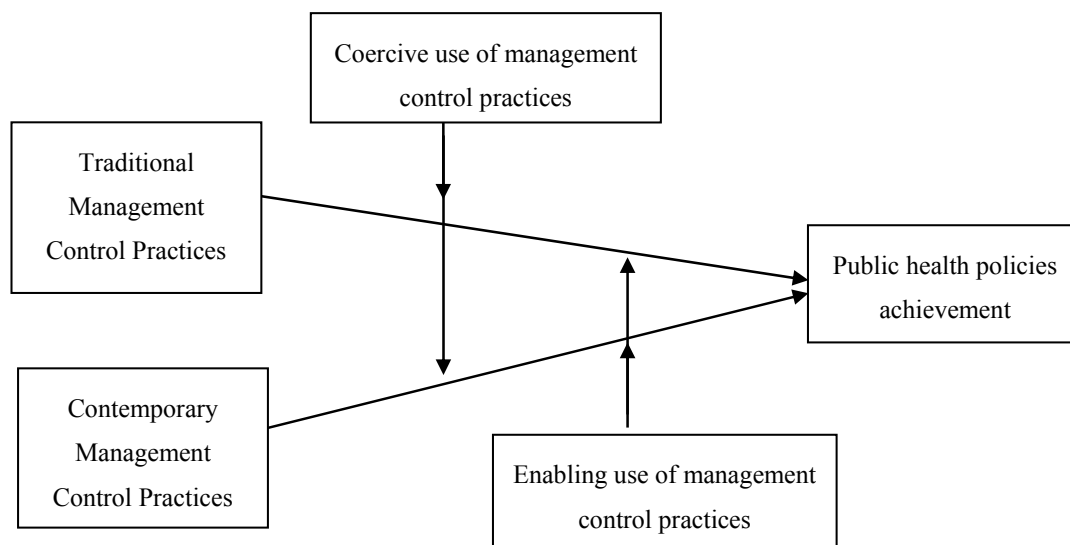 Coercive use of management
control practices
Traditional
Management
Control Practices
Public health policies
achievement
Contemporary
Management
Control Practices
Enabling use of management
control practices